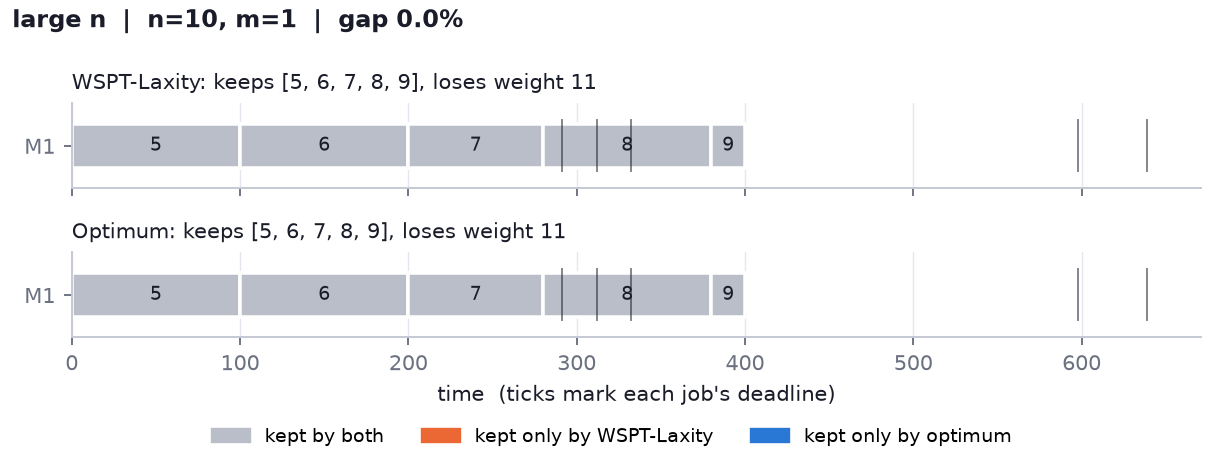 large n | n=10, m=1 | gap 0.0%
WSPT-Laxity: keeps [5, 6, 7, 8, 9], loses weight 11
M1
5 6 7 8 9
Optimum: keeps [5, 6, 7, 8, 9], loses weight 11
M1
5 6 7 8 9
0 100 200 300 400 500 600
time (ticks mark each job's deadline)
kept by both kept only by WSPT-Laxity kept only by optimum